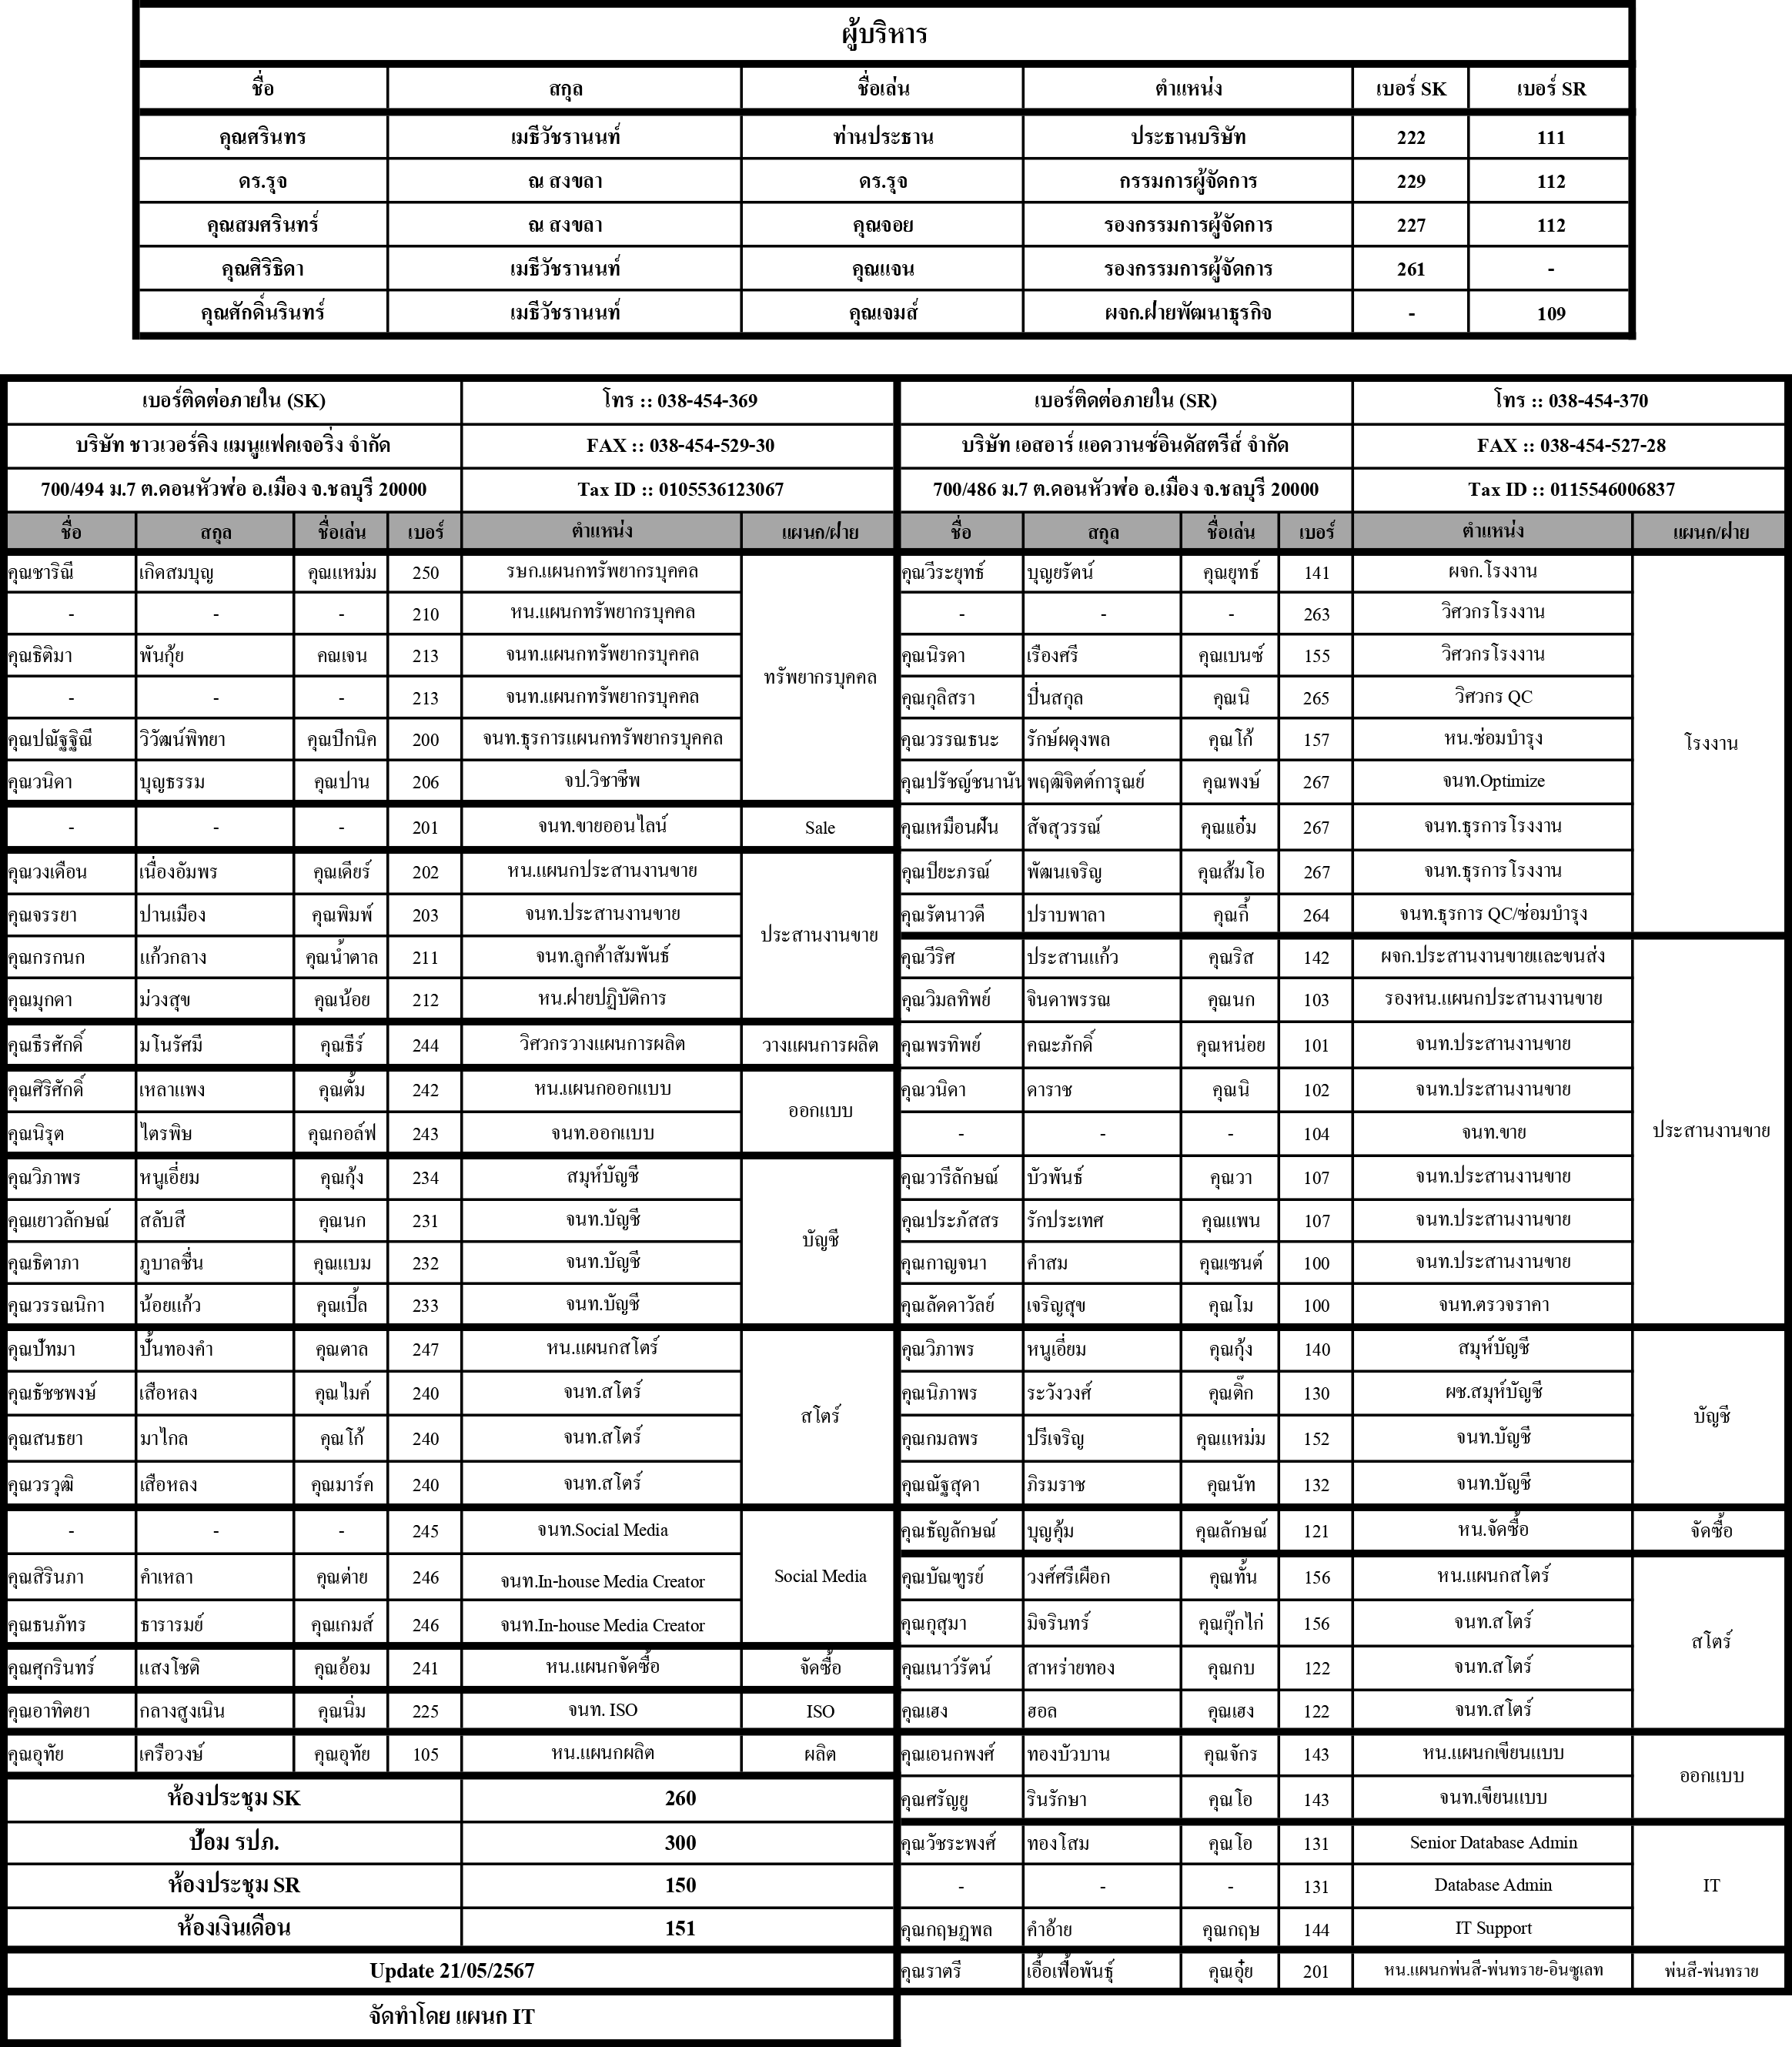 ผู้บริหาร
ชื่อ สกุล ชื่อเล่น ตำแหน่ง เบอร์ SK เบอร์ SR
คุณศรินทร เมธีวัชรานนท์ ท่านประธาน ประธานบริษัท 222 111
ดร.รุจ ณ สงขลา ดร.รุจ กรรมการผู้จัดการ 229 112
คุณสมศรินทร์ ณ สงขลา คุณจอย รองกรรมการผู้จัดการ 227 112
คุณศิริธิดา เมธีวัชรานนท์ คุณแจน รองกรรมการผู้จัดการ 261 -
คุณศักดิ์นรินทร์ เมธีวัชรานนท์ คุณเจมส์ ผจก.ฝ่ายพัฒนาธุรกิจ - 109
เบอร์ติดต่อภายใน (SK) โทร :: 038-454-369
บริษัท ชาวเวอร์คิง แมนูแฟคเจอริ่ง จำกัด FAX :: 038-454-529-30
700/494 ม.7 ต.ดอนหัวฬ่อ อ.เมือง จ.ชลบุรี 20000 Tax ID :: 0105536123067
ชื่อ สกุล ชื่อเล่น เบอร์ ตำแหน่ง แผนก/ฝ่าย
คุณชาริณี เกิดสมบุญ คุณแหม่ม 250 รษก.แผนกทรัพยากรบุคคล
- - - 210 หน.แผนกทรัพยากรบุคคล
คุณธิติมา พันกุ้ย คณเจน 213 จนท.แผนกทรัพยากรบุคคล
ทรัพยากรบุคคล
- - - 213 จนท.แผนกทรัพยากรบุคคล
คุณปณัฐฐิณี วิวัฒน์พิทยา คุณปิกนิค 200 จนท.ธุรการแผนกทรัพยากรบุคคล
คุณวนิดา บุญธรรม คุณปาน 206 จป.วิชาชีพ
- - - 201 จนท.ขายออนไลน์ Sale
คุณวงเดือน เนื่องอัมพร คุณเดียร์ 202 หน.แผนกประสานงานขาย
คุณจรรยา ปานเมือง คุณพิมพ์ 203 จนท.ประสานงานขาย
ประสานงานขาย
คุณกรกนก แก้วกลาง คุณน้ำตาล 211 จนท.ลูกค้าสัมพันธ์
คุณมุกดา ม่วงสุข คุณน้อย 212 หน.ฝ่ายปฏิบัติการ
คุณธีรศักดิ์ มโนรัศมี คุณธีร์ 244 วิศวกรวางแผนการผลิต วางแผนการผลิต
คุณศิริศักดิ์ เหลาแพง คุณตั้ม 242 หน.แผนกออกแบบ
ออกแบบ
คุณนิรุต ไตรพิษ คุณกอล์ฟ 243 จนท.ออกแบบ
คุณวิภาพร หนูเอี่ยม คุณกุ้ง 234 สมุห์บัญชี
คุณเยาวลักษณ์ สลับสี คุณนก 231 จนท.บัญชี
บัญชี
คุณธิตาภา ภูบาลชื่น คุณแบม 232 จนท.บัญชี
คุณวรรณนิกา น้อยแก้ว คุณเปิ้ล 233 จนท.บัญชี
คุณปัทมา ปั้นทองคำ คุณตาล 247 หน.แผนกสโตร์
คุณธัชชพงษ์ เสือหลง คุณไมค์ 240 จนท.สโตร์
สโตร์
คุณสนธยา มาไกล คุณโก้ 240 จนท.สโตร์
คุณวรวุฒิ เสือหลง คุณมาร์ค 240 จนท.สโตร์
- - - 245 จนท.Social Media
คุณสิรินภา คำเหลา คุณต่าย 246 จนท.In-house Media Creator Social Media
คุณธนภัทร ธารารมย์ คุณเกมส์ 246 จนท.In-house Media Creator
คุณศุกรินทร์ แสงโชติ คุณอ้อม 241 หน.แผนกจัดซื้อ จัดซื้อ
คุณอาทิตยา กลางสูงเนิน คุณนิ่ม 225 จนท. ISO ISO
คุณอุทัย เครือวงษ์ คุณอุทัย 105 หน.แผนกผลิต ผลิต
ห้องประชุม SK 260
ป้อม รปภ. 300
ห้องประชุม SR 150
ห้องเงินเดือน 151
Update 21/05/2567
จัดทำโดย แผนก IT
เบอร์ติดต่อภายใน (SR) โทร :: 038-454-370
บริษัท เอสอาร์ แอดวานซ์อินดัสตรีส์ จำกัด FAX :: 038-454-527-28
700/486 ม.7 ต.ดอนหัวฬ่อ อ.เมือง จ.ชลบุรี 20000 Tax ID :: 0115546006837
ชื่อ สกุล ชื่อเล่น เบอร์ ตำแหน่ง แผนก/ฝ่าย
คุณวีระยุทธ์ บุญยรัตน์ คุณยุทธ์ 141 ผจก.โรงงาน
- - - 263 วิศวกรโรงงาน
คุณนิรดา เรืองศรี คุณเบนซ์ 155 วิศวกรโรงงาน
คุณกุลิสรา ปิ่นสกุล คุณนิ 265 วิศวกร QC
คุณวรรณธนะ รักษ์ผดุงพล คุณโก้ 157 หน.ซ่อมบำรุง โรงงาน
คุณปรัชญ์ชนานัน พฤฒิจิตต์การุณย์ คุณพงษ์ 267 จนท.Optimize
คุณเหมือนฝัน สัจสุวรรณ์ คุณแอ๋ม 267 จนท.ธุรการโรงงาน
คุณปิยะภรณ์ พัฒนเจริญ คุณส้มโอ 267 จนท.ธุรการโรงงาน
คุณรัตนาวดี ปราบพาลา คุณกี้ 264 จนท.ธุรการ QC/ซ่อมบำรุง
คุณวีริศ ประสานแก้ว คุณริส 142 ผจก.ประสานงานขายและขนส่ง
คุณวิมลทิพย์ จินดาพรรณ คุณนก 103 รองหน.แผนกประสานงานขาย
คุณพรทิพย์ คณะภักดิ์ คุณหน่อย 101 จนท.ประสานงานขาย
คุณวนิดา ดาราช คุณนิ 102 จนท.ประสานงานขาย
- - - 104 จนท.ขาย ประสานงานขาย
คุณวารีลักษณ์ บัวพันธ์ คุณวา 107 จนท.ประสานงานขาย
คุณประภัสสร รักประเทศ คุณแพน 107 จนท.ประสานงานขาย
คุณกาญจนา คำสม คุณเซนต์ 100 จนท.ประสานงานขาย
คุณลัคดาวัลย์ เจริญสุข คุณโม 100 จนท.ตรวจราคา
คุณวิภาพร หนูเอี่ยม คุณกุ้ง 140 สมุห์บัญชี
คุณนิภาพร ระวังวงศ์ คุณติ๊ก 130 ผช.สมุห์บัญชี
บัญชี
คุณกมลพร ปรีเจริญ คุณแหม่ม 152 จนท.บัญชี
คุณณัฐสุดา ภิรมราช คุณนัท 132 จนท.บัญชี
คุณธัญลักษณ์ บุญคุ้ม คุณลักษณ์ 121 หน.จัดซื้อ จัดซื้อ
คุณบัณฑูรย์ วงศ์ศรีเผือก คุณทั้น 156 หน.แผนกสโตร์
คุณกุสุมา มิจรินทร์ คุณกุ๊กไก่ 156 จนท.สโตร์
สโตร์
คุณเนาว์รัตน์ สาหร่ายทอง คุณกบ 122 จนท.สโตร์
คุณเฮง ฮอล คุณเฮง 122 จนท.สโตร์
คุณเอนกพงศ์ ทองบัวบาน คุณจักร 143 หน.แผนกเขียนแบบ
ออกแบบ
คุณศรัญยู รินรักษา คุณโอ 143 จนท.เขียนแบบ
คุณวัชระพงศ์ ทองโสม คุณโอ 131 Senior Database Admin
- - - 131 Database Admin IT
คุณกฤษฏพล คำอ้าย คุณกฤษ 144 IT Support
คุณราตรี เอื้อเฟื้อพันธุ์ คุณอุ๋ย 201 หน.แผนกพ่นสี-พ่นทราย-อินซูเลท พ่นสี-พ่นทราย